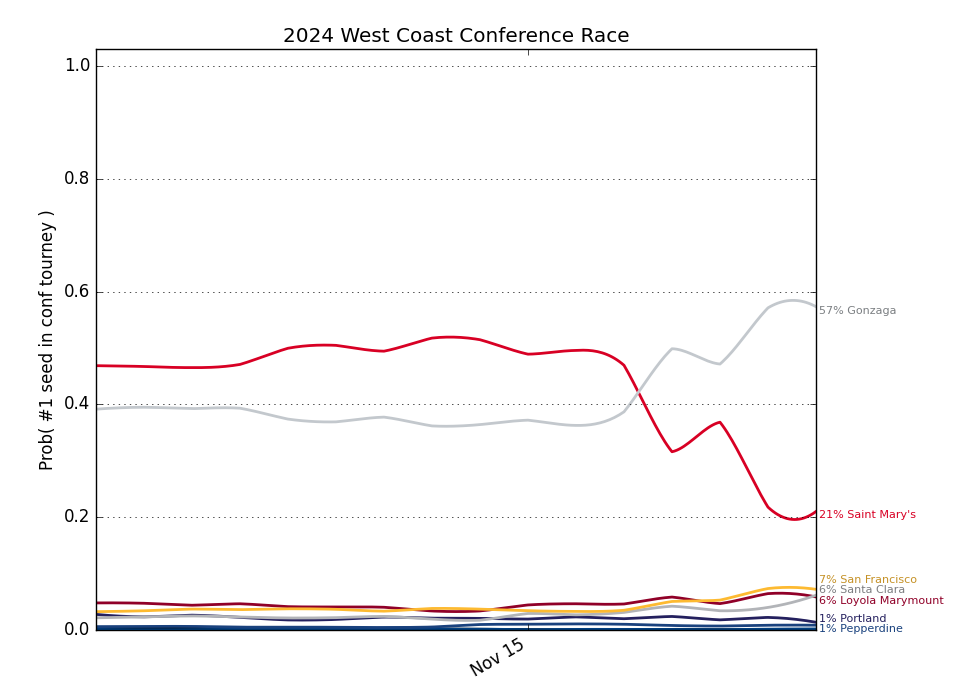 2024 West Coast Conference Race
1.0
0.8
0.6
0.4
0.2
0.0
Prob( #1 seed in conf tourney )
Nov 15
57% Gonzaga
21% Saint Mary's
7% San Francisco
6% Santa Clara
6% Loyola Marymount
1% Portland
1% Pepperdine